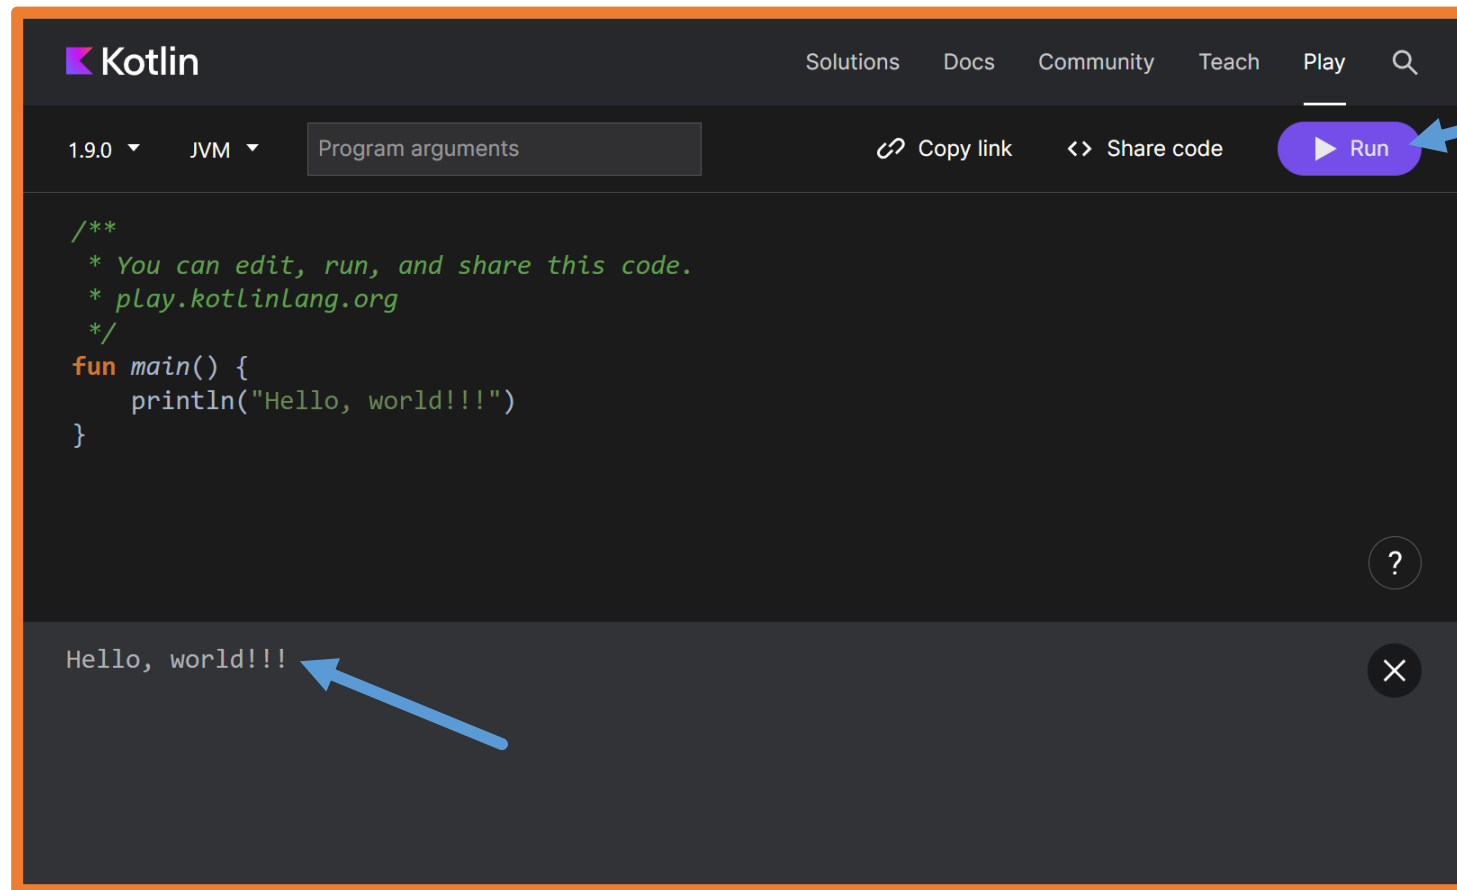 Kotlin Solutions Docs Community Teach Play
1.9.0 JVM Program arguments Copy link <> Share code Run
/**
 * You can edit, run, and share this code.
 * play.kotlinlang.org
 */
fun main() {
    println("Hello, world!!!")
}
?
Hello, world!!!